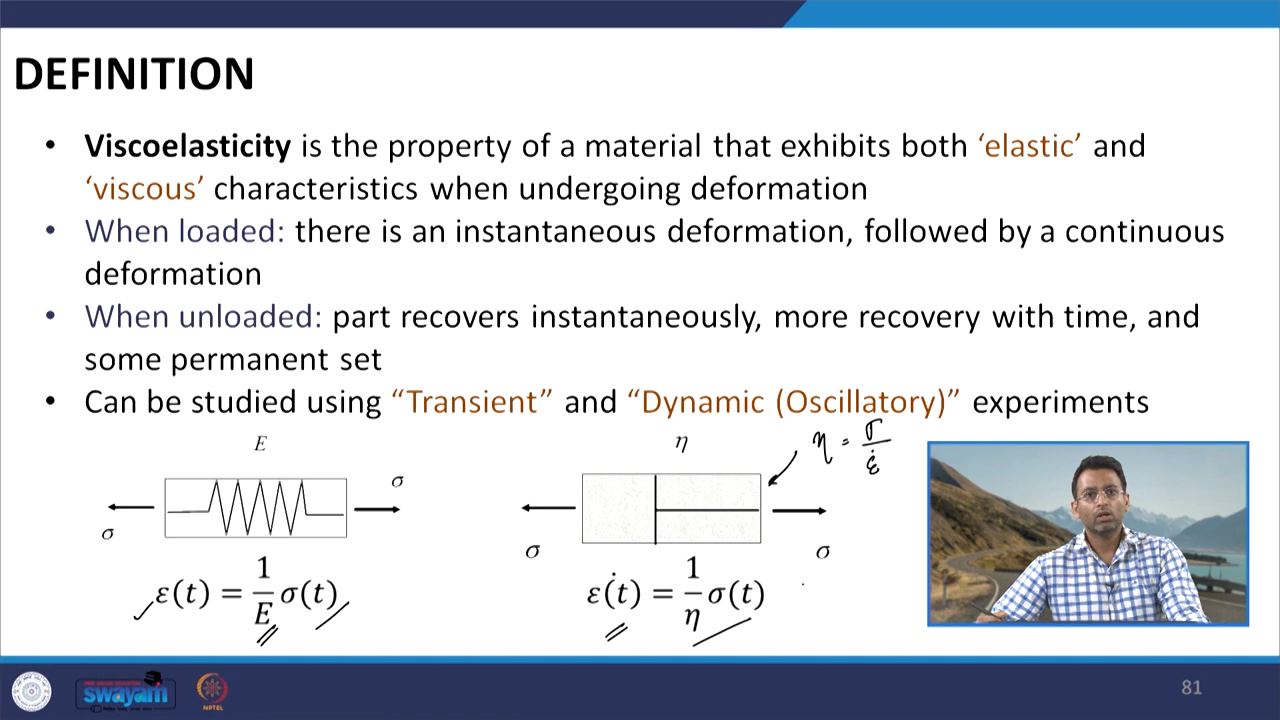 DEFINITION
• Viscoelasticity is the property of a material that exhibits both ‘elastic’ and
‘viscous’ characteristics when undergoing deformation
• When loaded: there is an instantaneous deformation, followed by a continuous
deformation
• When unloaded: part recovers instantaneously, more recovery with time, and
some permanent set
• Can be studied using “Transient” and “Dynamic (Oscillatory)” experiments
E
σ
σ
ε(t) = 1/E σ(t)
η
η = σ/ε̇
σ
σ
ε(ṫ) = 1/η σ(t)
swayam
NPTEL
81